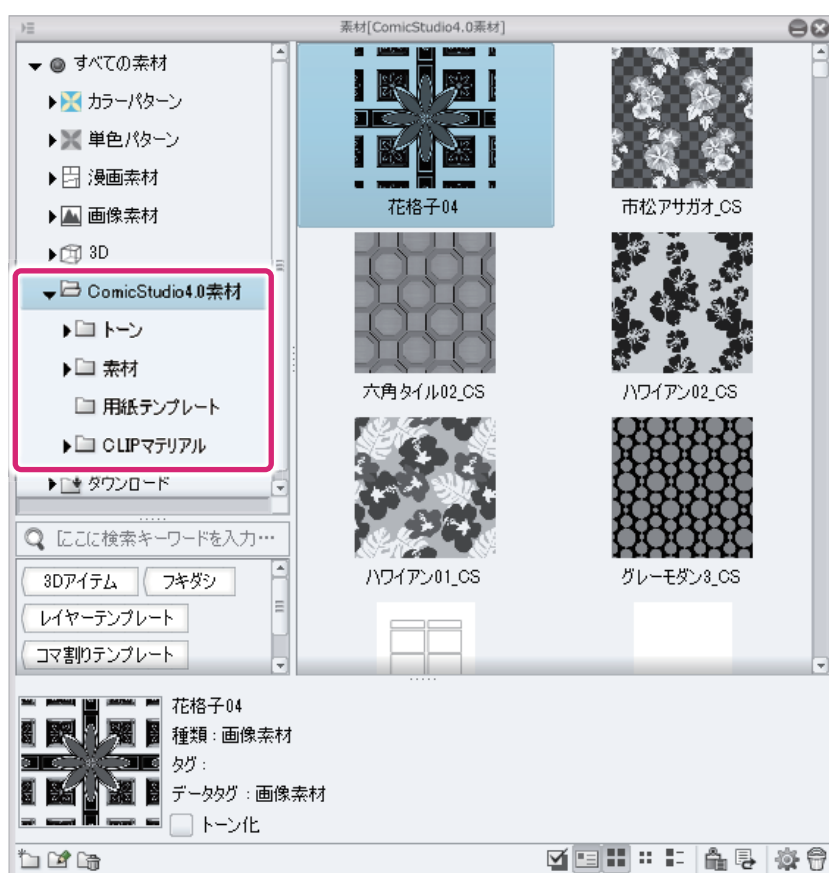 素材[ComicStudio4.0素材]
すべての素材
カラーパターン
単色パターン
漫画素材
画像素材
3D
ComicStudio4.0素材
トーン
素材
用紙テンプレート
CLIPマテリアル
ダウンロード
[ここに検索キーワードを入力…
3Dアイテム フキダシ
レイヤーテンプレート
コマ割りテンプレート
花格子04 市松アサガオ_CS
六角タイル02_CS ハワイアン02_CS
ハワイアン01_CS グレーモダン3_CS
花格子04
種類:画像素材
タグ:
データタグ:画像素材
トーン化